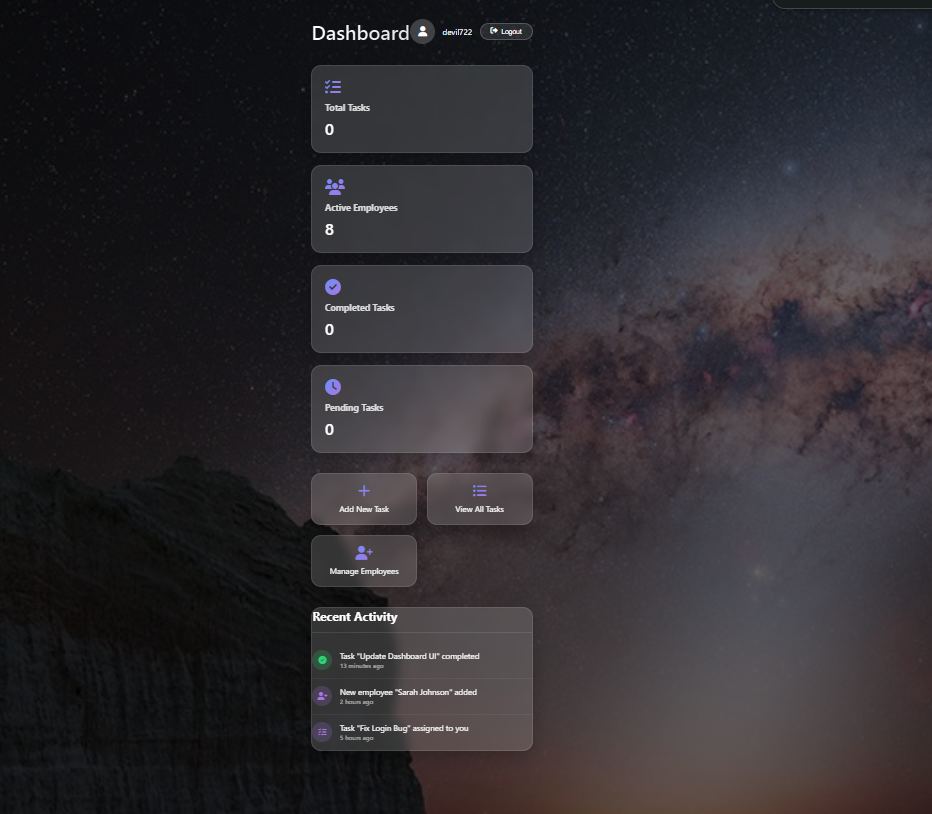 Dashboard devil722 Logout
Total Tasks
0
Active Employees
8
Completed Tasks
0
Pending Tasks
0
Add New Task View All Tasks
Manage Employees
Recent Activity
Task "Update Dashboard UI" completed
13 minutes ago
New employee "Sarah Johnson" added
2 hours ago
Task "Fix Login Bug" assigned to you
5 hours ago